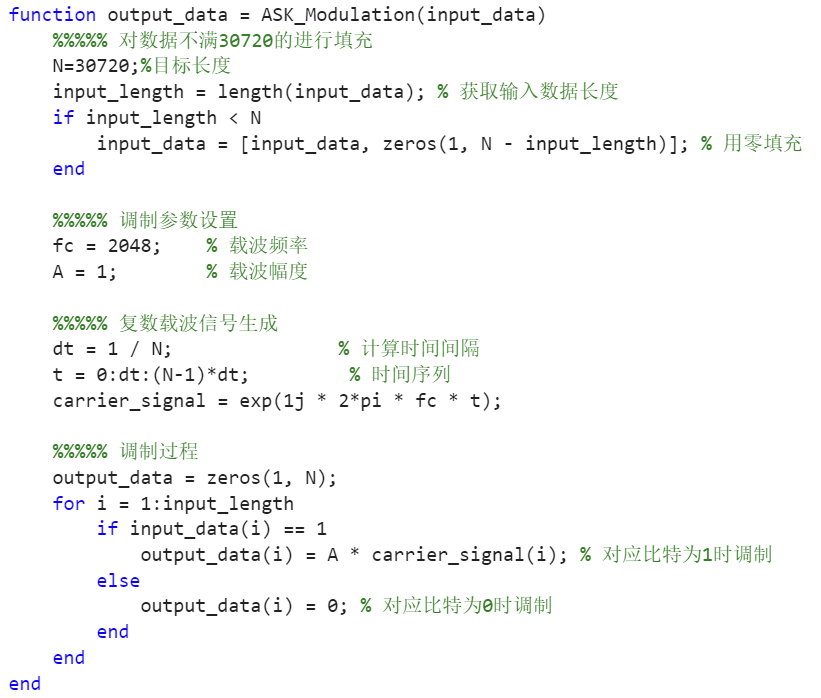 function output_data = ASK_Modulation(input_data)
    %%%%% 对数据不满30720的进行填充
    N=30720;%目标长度
    input_length = length(input_data); % 获取输入数据长度
    if input_length < N
        input_data = [input_data, zeros(1, N - input_length)]; % 用零填充
    end

    %%%%% 调制参数设置
    fc = 2048;    % 载波频率
    A = 1;        % 载波幅度

    %%%%% 复数载波信号生成
    dt = 1 / N;               % 计算时间间隔
    t = 0:dt:(N-1)*dt;         % 时间序列
    carrier_signal = exp(1j * 2*pi * fc * t);

    %%%%% 调制过程
    output_data = zeros(1, N);
    for i = 1:input_length
        if input_data(i) == 1
            output_data(i) = A * carrier_signal(i); % 对应比特为1时调制
        else
            output_data(i) = 0; % 对应比特为0时调制
        end
    end
end